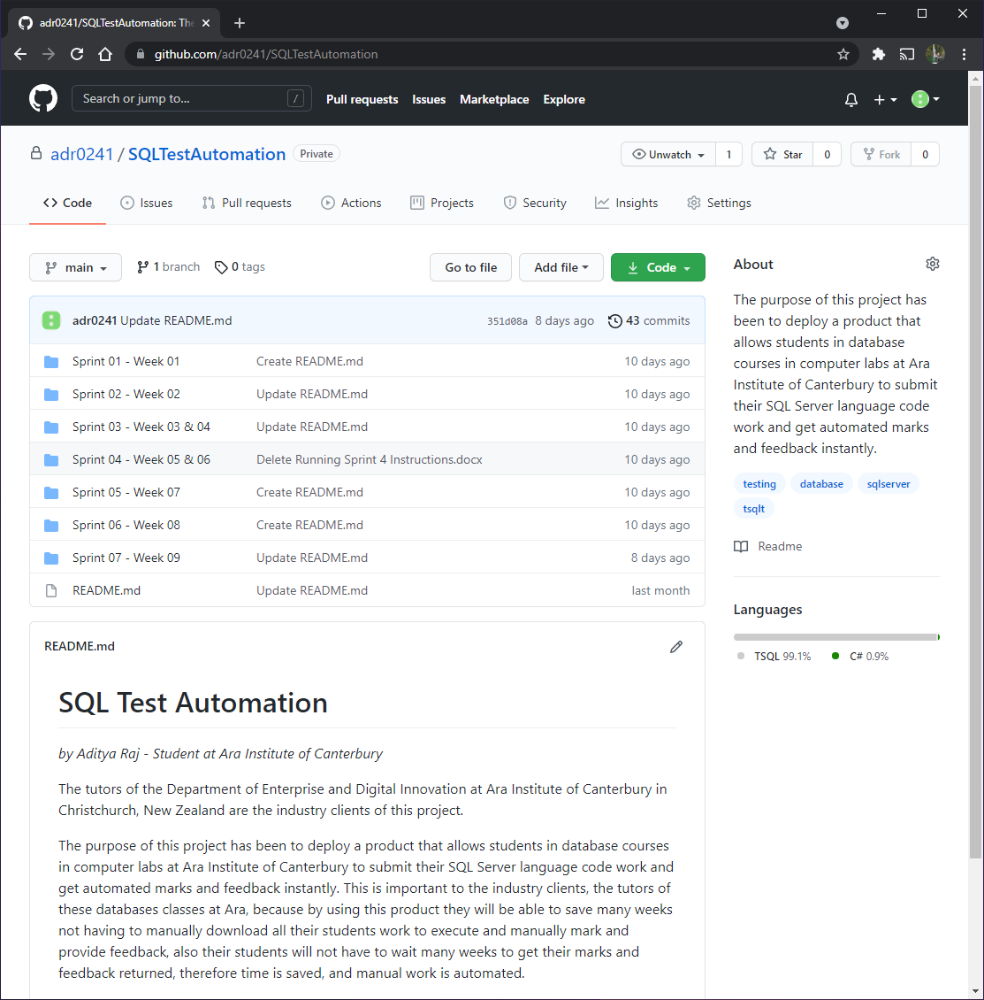 adr0241/SQLTestAutomation: The
github.com/adr0241/SQLTestAutomation
Search or jump to...
/
Pull requests
Issues
Marketplace
Explore
adr0241 / SQLTestAutomation
Private
Unwatch
1
Star
0
Fork
0
Code
Issues
Pull requests
Actions
Projects
Security
Insights
Settings
main
1 branch
0 tags
Go to file
Add file
Code
adr0241 Update README.md
351d08a 8 days ago
43 commits
Sprint 01 - Week 01 Create README.md 10 days ago
Sprint 02 - Week 02 Update README.md 10 days ago
Sprint 03 - Week 03 & 04 Update README.md 10 days ago
Sprint 04 - Week 05 & 06 Delete Running Sprint 4 Instructions.docx 10 days ago
Sprint 05 - Week 07 Create README.md 10 days ago
Sprint 06 - Week 08 Create README.md 10 days ago
Sprint 07 - Week 09 Update README.md 8 days ago
README.md Update README.md last month
README.md
SQL Test Automation
by Aditya Raj - Student at Ara Institute of Canterbury
The tutors of the Department of Enterprise and Digital Innovation at Ara Institute of Canterbury in
Christchurch, New Zealand are the industry clients of this project.
The purpose of this project has been to deploy a product that allows students in database courses
in computer labs at Ara Institute of Canterbury to submit their SQL Server language code work and
get automated marks and feedback instantly. This is important to the industry clients, the tutors of
these databases classes at Ara, because by using this product they will be able to save many weeks
not having to manually download all their students work to execute and manually mark and
provide feedback, also their students will not have to wait many weeks to get their marks and
feedback returned, therefore time is saved, and manual work is automated.
About
The purpose of this project has
been to deploy a product that
allows students in database
courses in computer labs at Ara
Institute of Canterbury to submit
their SQL Server language code
work and get automated marks
and feedback instantly.
testing
database
sqlserver
tsqlt
Readme
Languages
TSQL 99.1%
C# 0.9%